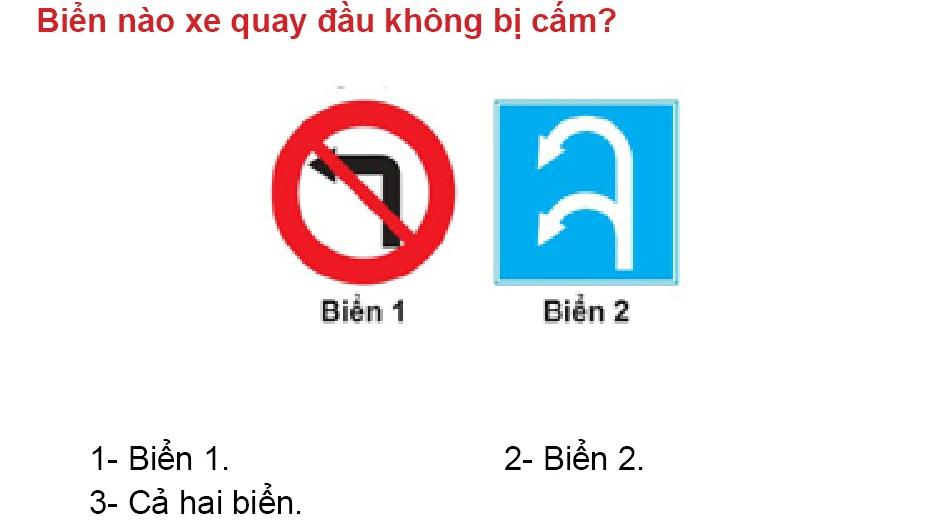 Biển nào xe quay đầu không bị cấm?
Biển 1 Biển 2
1- Biển 1. 2- Biển 2.
3- Cả hai biển.